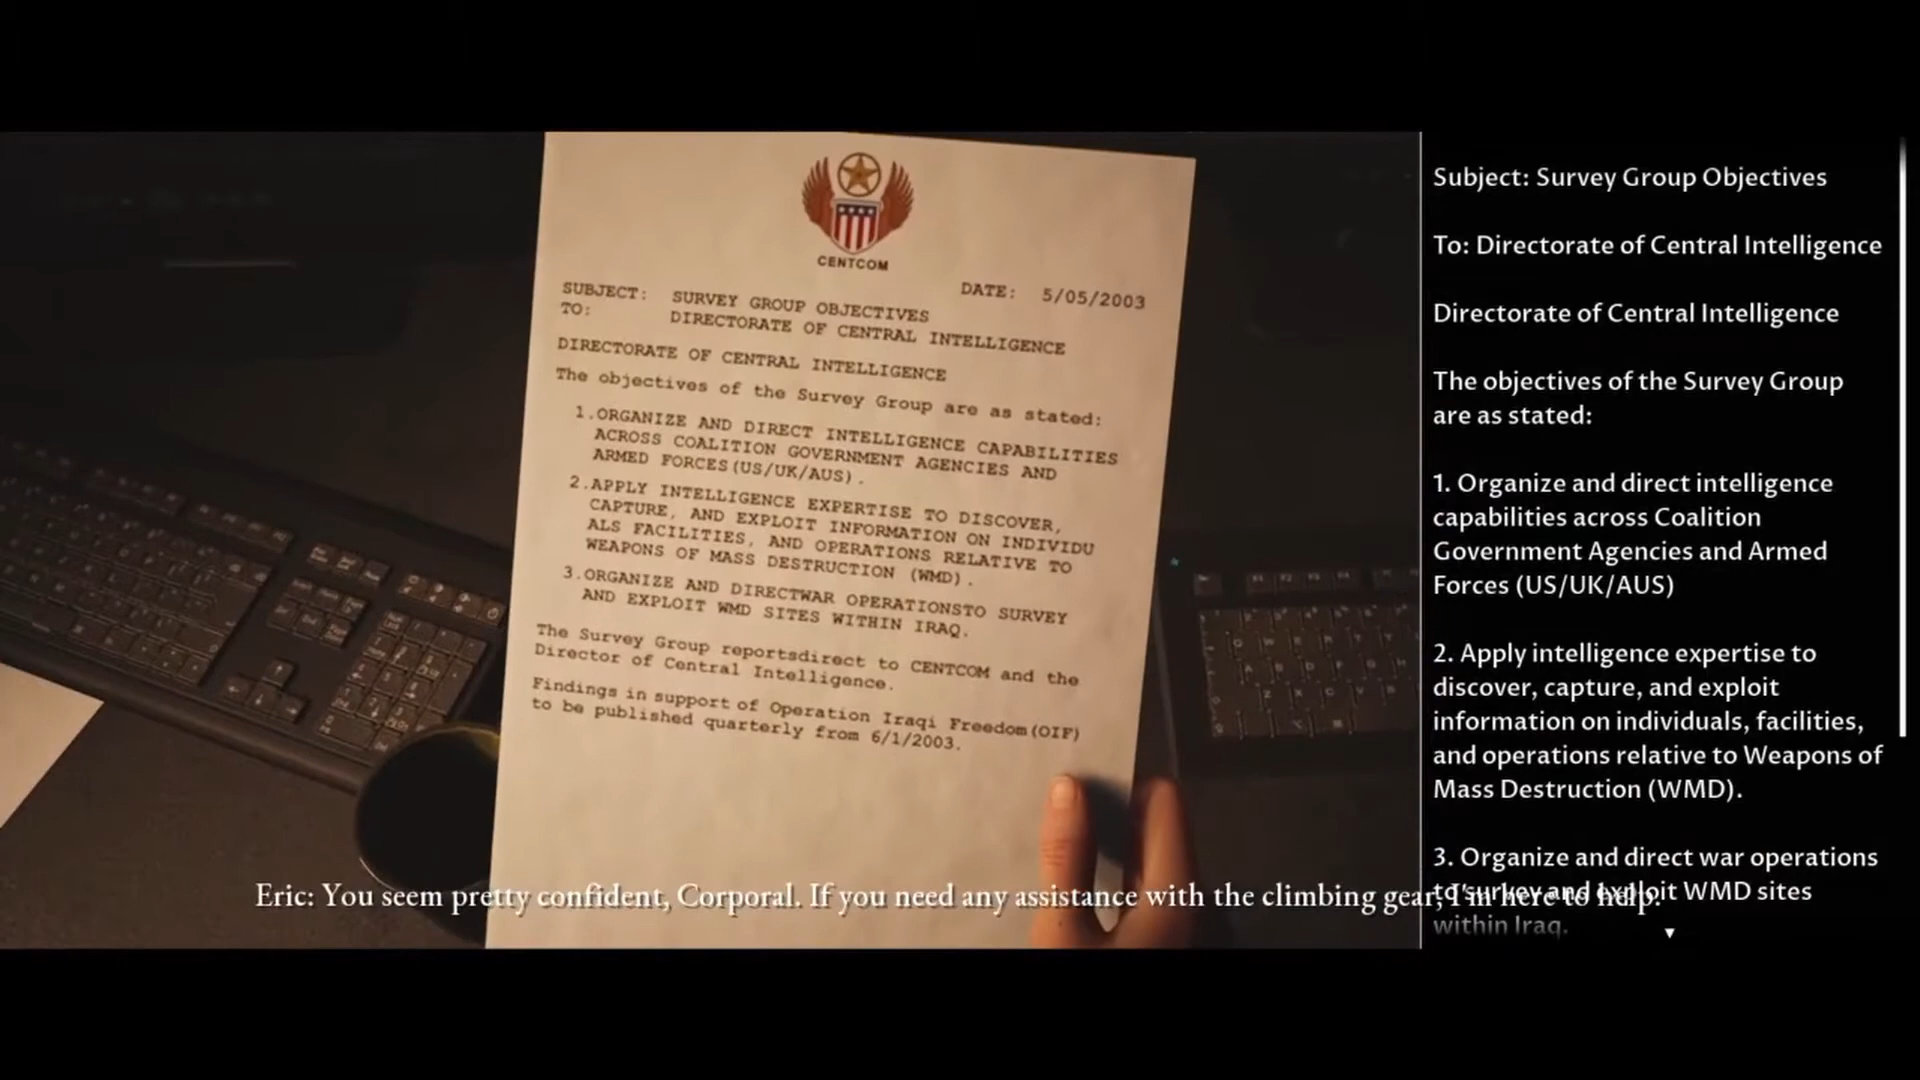 CENTCOM
DATE: 5/05/2003
SUBJECT: SURVEY GROUP OBJECTIVES
TO: DIRECTORATE OF CENTRAL INTELLIGENCE
DIRECTORATE OF CENTRAL INTELLIGENCE
The objectives of the Survey Group are as stated:
1.ORGANIZE AND DIRECT INTELLIGENCE CAPABILITIES
ACROSS COALITION GOVERNMENT AGENCIES AND
ARMED FORCES(US/UK/AUS).
2.APPLY INTELLIGENCE EXPERTISE TO DISCOVER,
CAPTURE, AND EXPLOIT INFORMATION ON INDIVIDU
ALS FACILITIES, AND OPERATIONS RELATIVE TO
WEAPONS OF MASS DESTRUCTION (WMD).
3.ORGANIZE AND DIRECTWAR OPERATIONSTO SURVEY
AND EXPLOIT WMD SITES WITHIN IRAQ.
The Survey Group reportsdirect to CENTCOM and the
Director of Central Intelligence.
Findings in support of Operation Iraqi Freedom(OIF)
to be published quarterly from 6/1/2003.
Subject: Survey Group Objectives
To: Directorate of Central Intelligence
Directorate of Central Intelligence
The objectives of the Survey Group
are as stated:
1. Organize and direct intelligence
capabilities across Coalition
Government Agencies and Armed
Forces (US/UK/AUS)
2. Apply intelligence expertise to
discover, capture, and exploit
information on individuals, facilities,
and operations relative to Weapons of
Mass Destruction (WMD).
3. Organize and direct war operations
to survey and exploit WMD sites
within Iraq.
Eric: You seem pretty confident, Corporal. If you need any assistance with the climbing gear, I'm here to help.